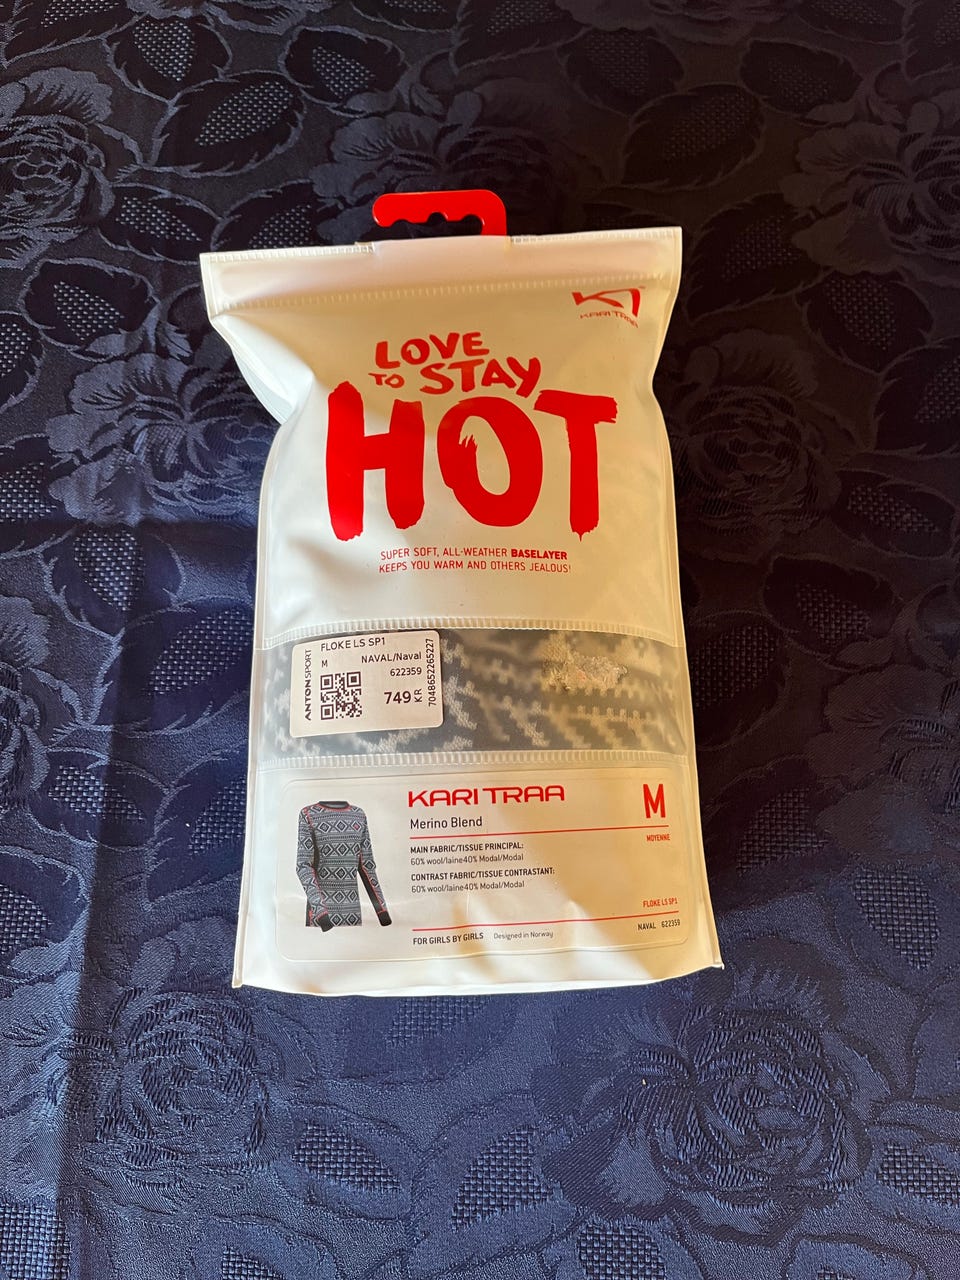 KARI TRAA
LOVE
TO STAY
HOT
SUPER SOFT, ALL-WEATHER BASELAYER
KEEPS YOU WARM AND OTHERS JEALOUS!
ANTON SPORT
FLOKE LS SP1
M NAVAL/Naval
622359
749 KR
7048652265227
KARI TRAA
M
Merino Blend
MOYENNE
MAIN FABRIC/TISSUE PRINCIPAL:
60% wool/laine40% Modal/Modal
CONTRAST FABRIC/TISSUE CONTRASTANT:
60% wool/laine40% Modal/Modal
FLOKE LS SP1
FOR GIRLS BY GIRLS Designed in Norway
NAVAL 622359